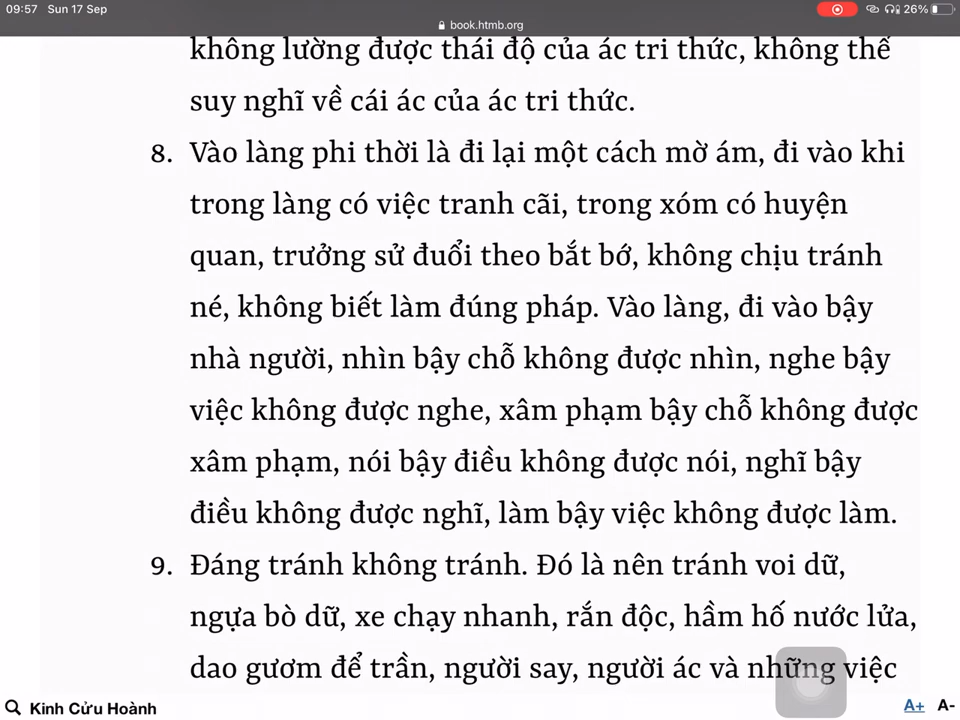 09:57 Sun 17 Sep
26%
book.htmb.org
không lường được thái độ của ác tri thức, không thể
suy nghĩ về cái ác của ác tri thức.
8. Vào làng phi thời là đi lại một cách mờ ám, đi vào khi
trong làng có việc tranh cãi, trong xóm có huyện
quan, trưởng sử đuổi theo bắt bớ, không chịu tránh
né, không biết làm đúng pháp. Vào làng, đi vào bậy
nhà người, nhìn bậy chỗ không được nhìn, nghe bậy
việc không được nghe, xâm phạm bậy chỗ không được
xâm phạm, nói bậy điều không được nói, nghĩ bậy
điều không được nghĩ, làm bậy việc không được làm.
9. Đáng tránh không tránh. Đó là nên tránh voi dữ,
ngựa bò dữ, xe chạy nhanh, rắn độc, hầm hố nước lửa,
dao gươm để trần, người say, người ác và những việc
Kinh Cửu Hoành
A+ A-